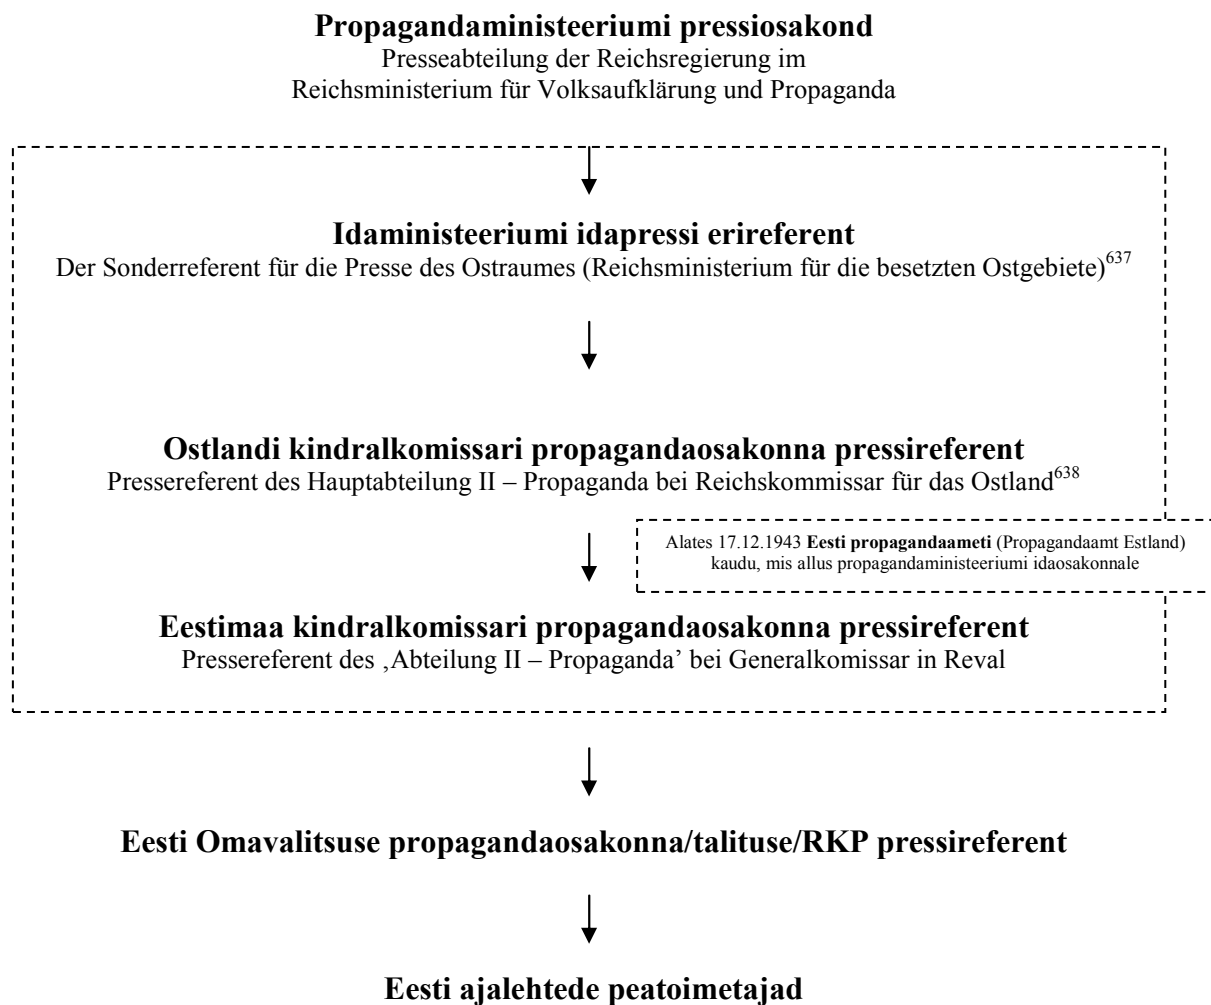 Propagandaministeeriumi pressiosakond
Presseabteilung der Reichsregierung im
Reichsministerium für Volksaufklärung und Propaganda
Idaministeeriumi idapressi erireferent
Der Sonderreferent für die Presse des Ostraumes (Reichsministerium für die besetzten Ostgebiete)637
Ostlandi kindralkomissari propagandaosakonna pressireferent
Pressereferent des Hauptabteilung II – Propaganda bei Reichskommissar für das Ostland638
Alates 17.12.1943 Eesti propagandaameti (Propagandaamt Estland)
kaudu, mis allus propagandaministeeriumi idaosakonnale
Eestimaa kindralkomissari propagandaosakonna pressireferent
Pressereferent des ‚Abteilung II – Propaganda’ bei Generalkomissar in Reval
Eesti Omavalitsuse propagandaosakonna/talituse/RKP pressireferent
Eesti ajalehtede peatoimetajad